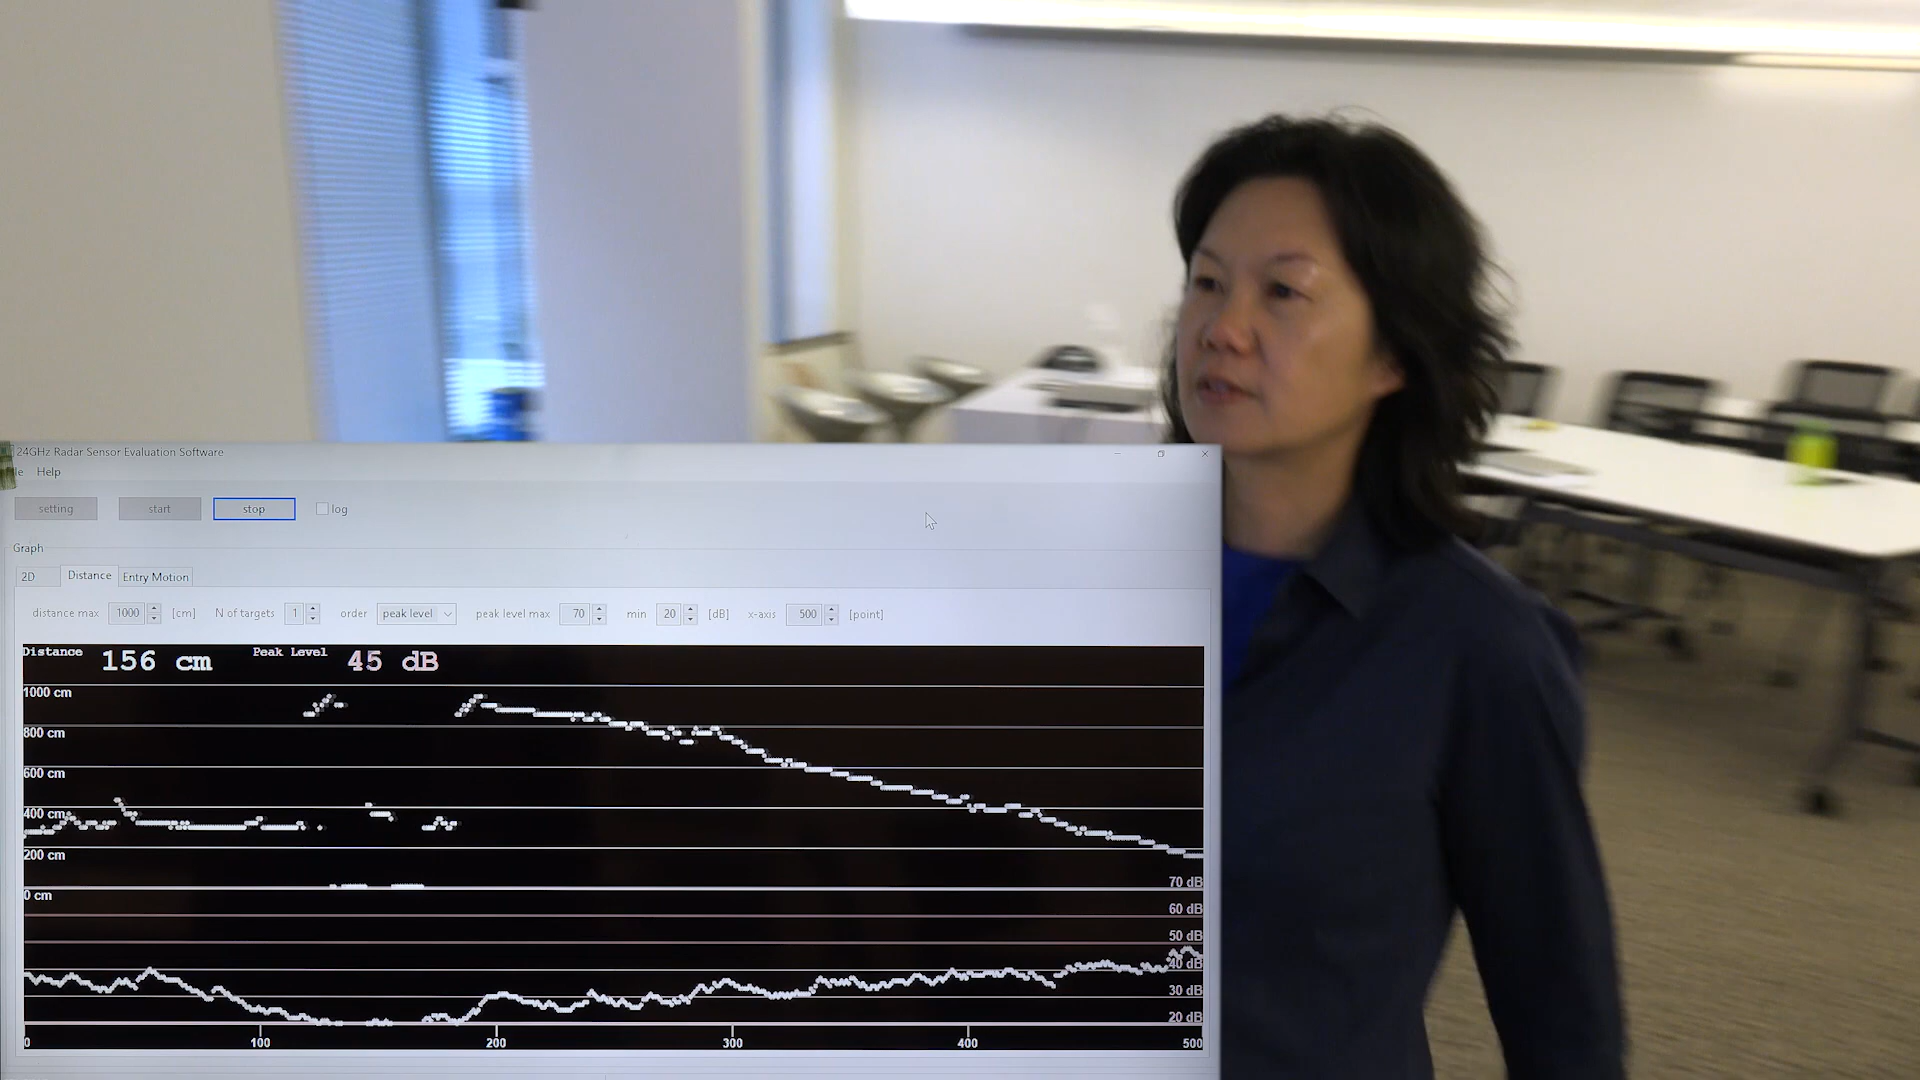 24GHz Radar Sensor Evaluation Software
le Help
setting start stop log
Graph
2D Distance Entry Motion
distance max 1000 [cm] N of targets 1 order peak level peak level max 70 min 20 [dB] x-axis 500 [point]
Distance 156 cm Peak Level 45 dB
1000 cm
800 cm
600 cm
400 cm
200 cm
70 dB
0 cm
60 dB
50 dB
40 dB
30 dB
20 dB
0 100 200 300 400 500